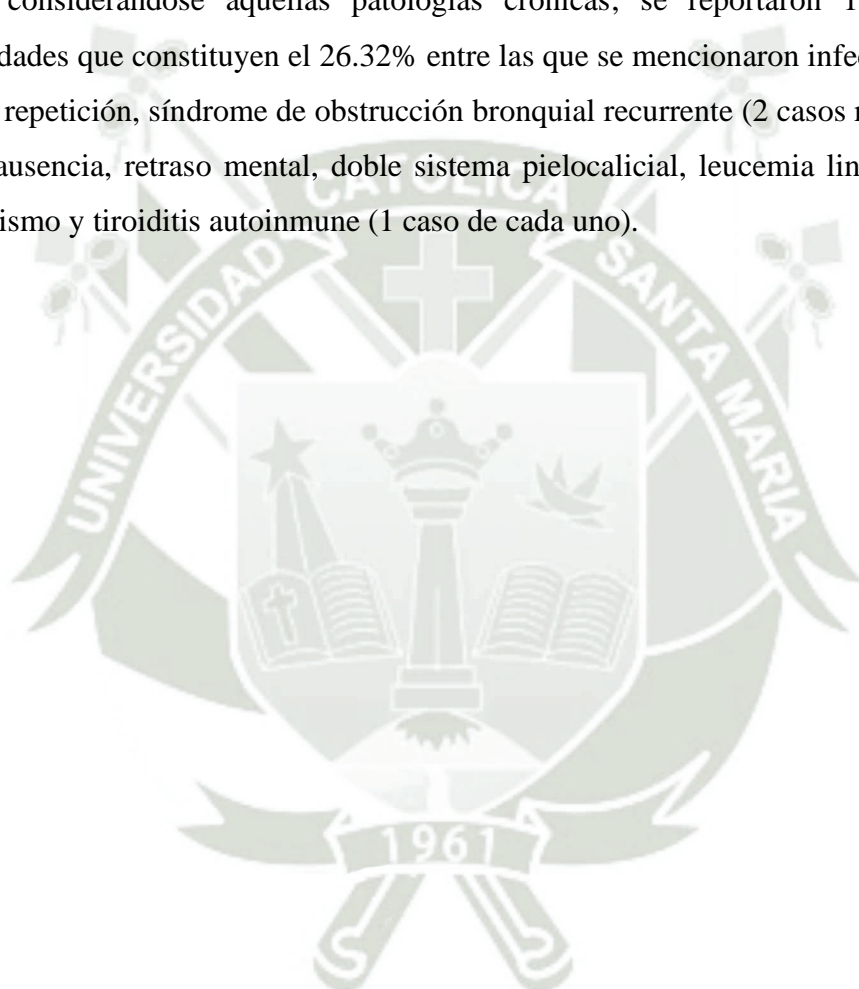 considerándose aquellas patologías crónicas, se reportaron 1
dades que constituyen el 26.32% entre las que se mencionaron infec
repetición, síndrome de obstrucción bronquial recurrente (2 casos
ausencia, retraso mental, doble sistema pielocalicial, leucemia lin
ismo y tiroiditis autoinmune (1 caso de cada uno).
UNIVERSIDAD CATOLICA SANTA MARIA
1961